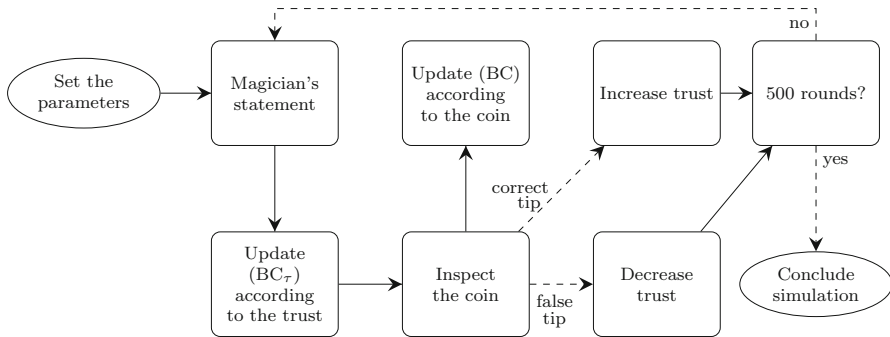 no
Set the
parameters
Magician's
statement
Update (BC)
according
to the coin
Increase trust
500 rounds?
yes
correct
tip
Update
(BC_τ)
according
to the trust
Inspect
the coin
false
tip
Decrease
trust
Conclude
simulation